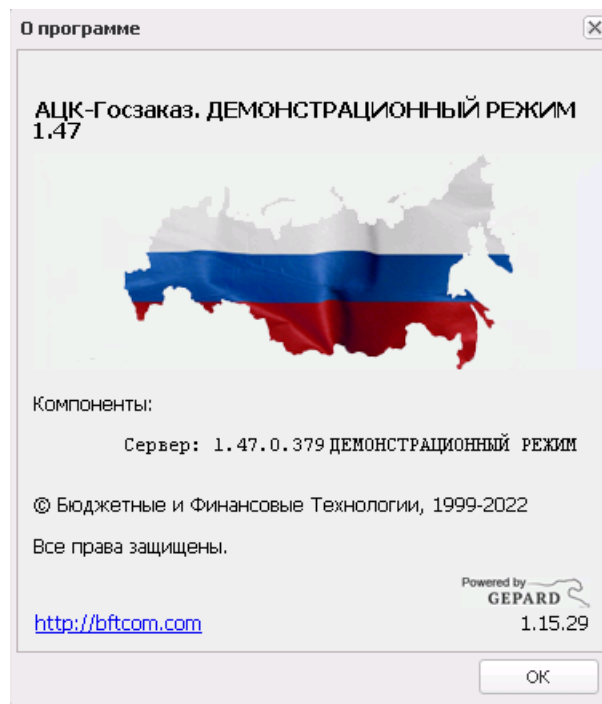 О программе
АЦК-Госзаказ. ДЕМОНСТРАЦИОННЫЙ РЕЖИМ
1.47
Компоненты:
Сервер: 1.47.0.379 ДЕМОНСТРАЦИОННЫЙ РЕЖИМ
© Бюджетные и Финансовые Технологии, 1999-2022
Все права защищены.
Powered by
GEPARD
http://bftcom.com 1.15.29
ОК